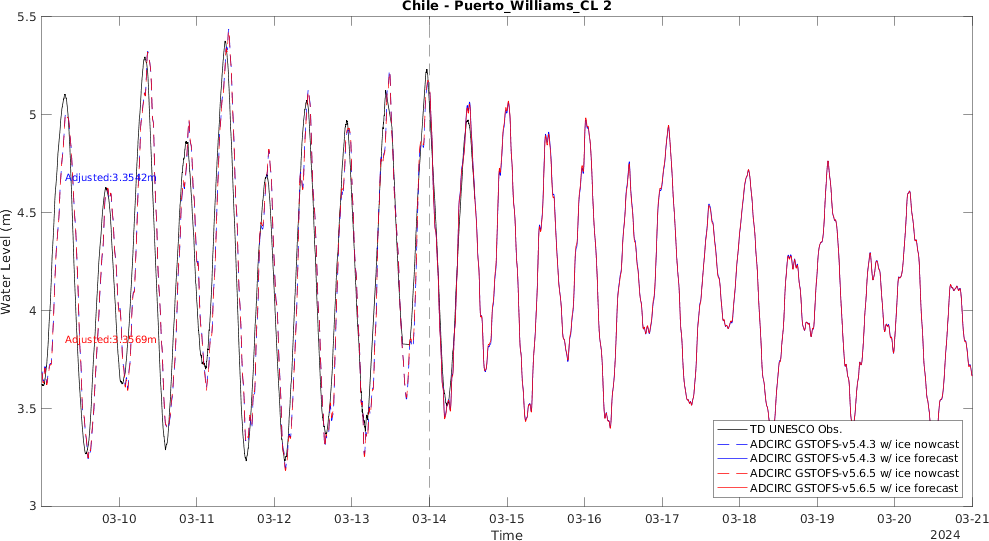 Chile - Puerto_Williams_CL 2
5.5
5
4.5
4
3.5
3
Water Level (m)
Adjusted:3.3542m
Adjusted:3.3569m
TD UNESCO Obs.
ADCIRC GSTOFS-v5.4.3 w/ ice nowcast
ADCIRC GSTOFS-v5.4.3 w/ ice forecast
ADCIRC GSTOFS-v5.6.5 w/ ice nowcast
ADCIRC GSTOFS-v5.6.5 w/ ice forecast
03-10 03-11 03-12 03-13 03-14 03-15 03-16 03-17 03-18 03-19 03-20 03-21
Time
2024